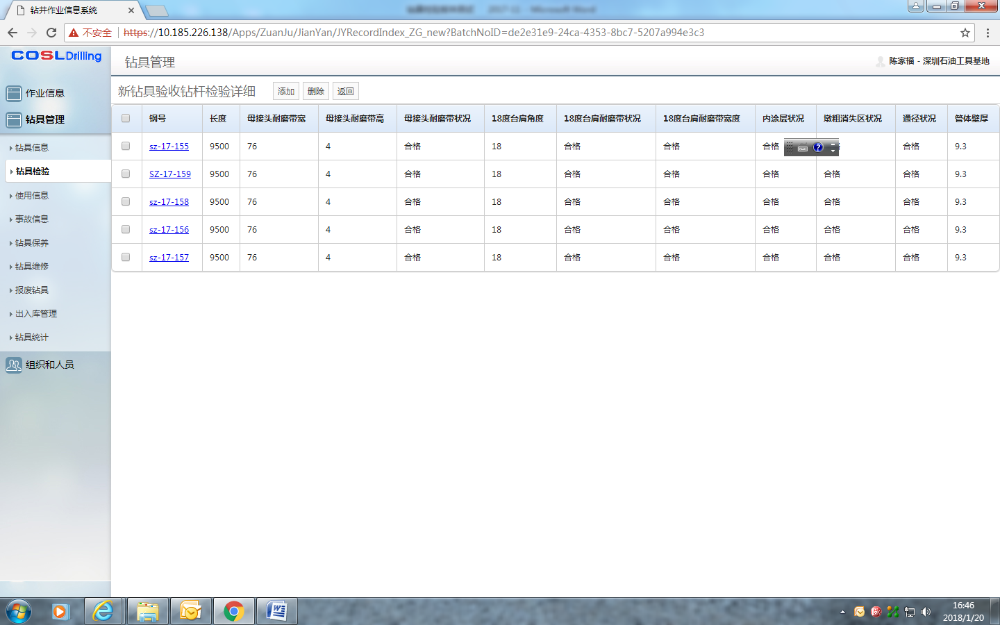 钻井作业信息系统
不安全 https://10.185.226.138/Apps/ZuanJu/JianYan/JYRecordIndex_ZG_new?BatchNoID=de2e31e9-24ca-4353-8bc7-5207a994e3c3
COSL Drilling
钻具管理
陈家福 - 深圳石油工具基地
作业信息
钻具管理
钻具信息
钻具检验
使用信息
事故信息
钻具保养
钻具维修
报废钻具
出入库管理
钻具统计
组织和人员
新钻具验收钻杆检验详细 添加 删除 返回
钢号 长度 母接头耐磨带宽 母接头耐磨带高 母接头耐磨带状况 18度台肩角度 18度台肩耐磨带状况 18度台肩耐磨带宽度 内涂层状况 墩粗消失区状况 通径状况 管体壁厚
sz-17-155 9500 76 4 合格 18 合格 合格 合格 合格 9.3
SZ-17-159 9500 76 4 合格 18 合格 合格 合格 合格 合格 9.3
sz-17-158 9500 76 4 合格 18 合格 合格 合格 合格 合格 9.3
sz-17-156 9500 76 4 合格 18 合格 合格 合格 合格 合格 9.3
sz-17-157 9500 76 4 合格 18 合格 合格 合格 合格 合格 9.3
16:46
2018/1/20